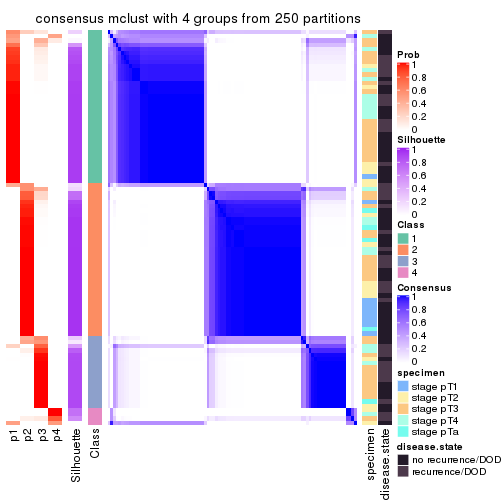 consensus mclust with 4 groups from 250 partitions
Prob
1
0.8
0.6
0.4
0.2
0
Silhouette
1
0.8
0.6
0.4
0.2
0
Class
1
2
3
4
Consensus
1
0.8
0.6
0.4
0.2
0
specimen
stage pT1
stage pT2
stage pT3
stage pT4
stage pTa
disease.state
no recurrence/DOD
recurrence/DOD
p1
p2
p3
p4
Silhouette
Class
specimen
disease.state